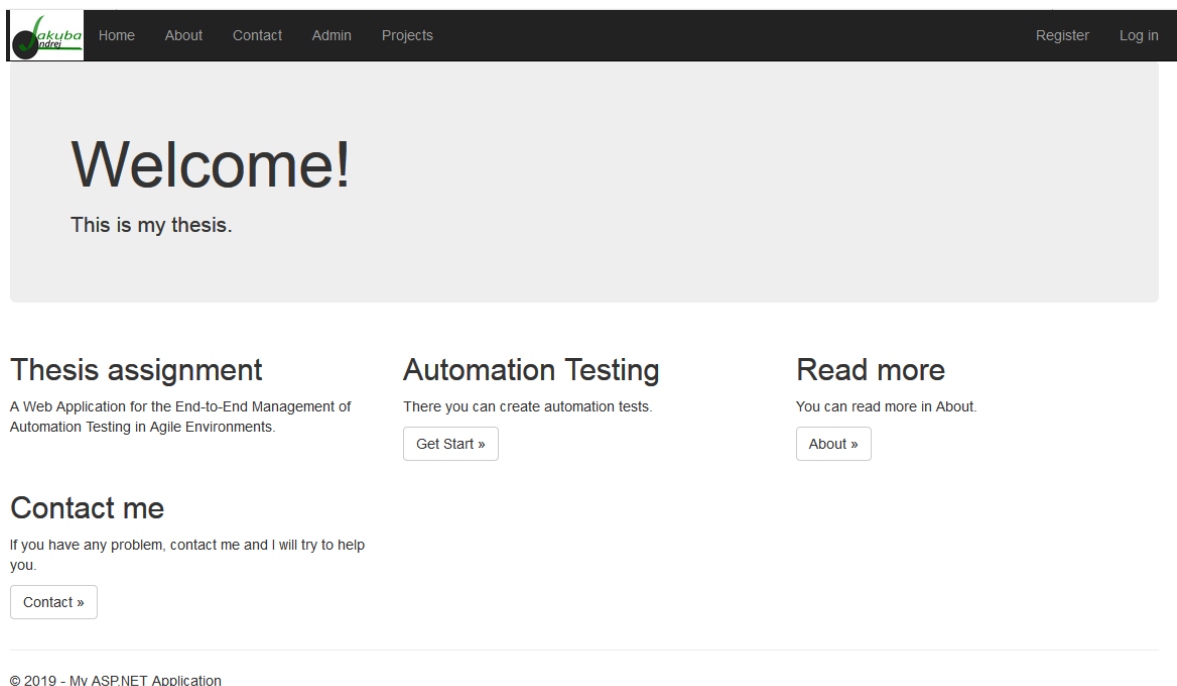 Jakuba
Andrej
Home About Contact Admin Projects Register Log in
Welcome!
This is my thesis.
Thesis assignment
A Web Application for the End-to-End Management of
Automation Testing in Agile Environments.
Automation Testing
There you can create automation tests.
Get Start »
Read more
You can read more in About.
About »
Contact me
If you have any problem, contact me and I will try to help
you.
Contact »
© 2019 - My ASP.NET Application